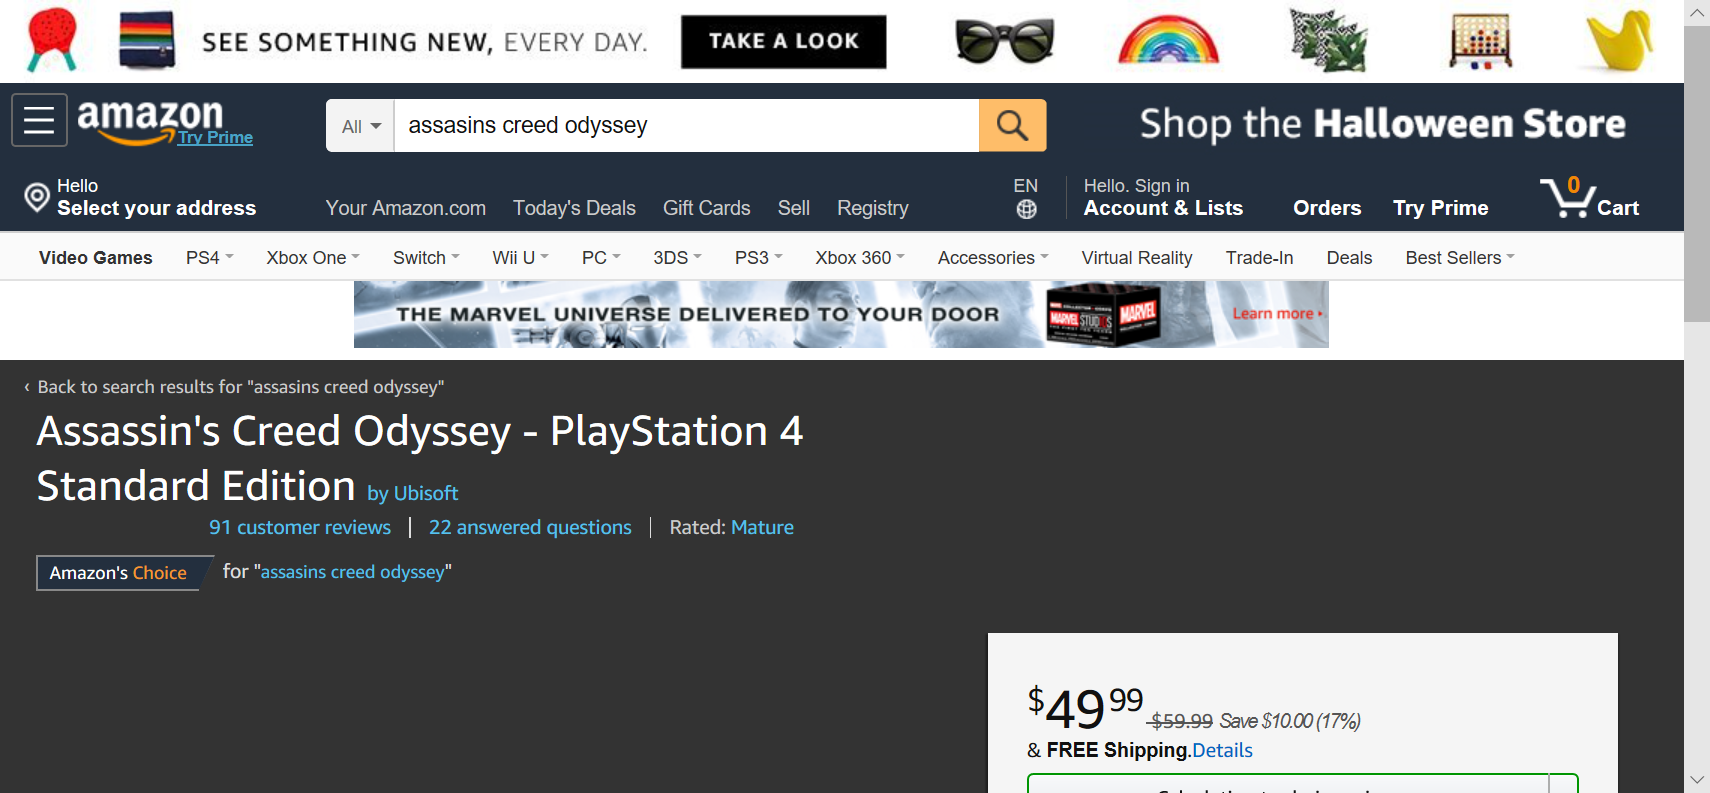 SEE SOMETHING NEW, EVERY DAY. TAKE A LOOK
amazon
Try Prime
All
assasins creed odyssey
Shop the Halloween Store
Hello
Select your address
Your Amazon.com Today's Deals Gift Cards Sell Registry
EN
Hello. Sign in
Account & Lists
Orders
Try Prime
0
Cart
Video Games PS4 Xbox One Switch Wii U PC 3DS PS3 Xbox 360 Accessories Virtual Reality Trade-In Deals Best Sellers
THE MARVEL UNIVERSE DELIVERED TO YOUR DOOR
MARVEL STUDIOS
MARVEL
Learn more
‹ Back to search results for "assasins creed odyssey"
Assassin's Creed Odyssey - PlayStation 4
Standard Edition by Ubisoft
91 customer reviews | 22 answered questions | Rated: Mature
Amazon's Choice for "assasins creed odyssey"
$49 99 $59.99 Save $10.00 (17%)
& FREE Shipping. Details